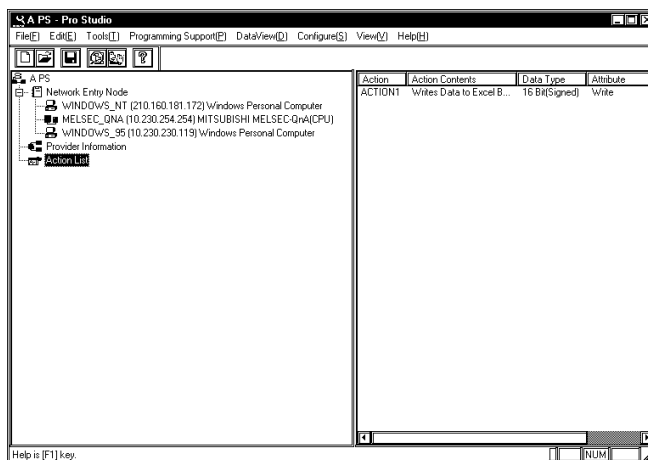 A PS - Pro Studio
File(F) Edit(E) Tools(T) Programming Support(P) DataView(D) Configure(S) View(V) Help(H)
A PS
Network Entry Node
WINDOWS_NT (210.160.181.172) Windows Personal Computer
MELSEC_QNA (10.230.254.254) MITSUBISHI MELSEC-QnA(CPU)
WINDOWS_95 (10.230.230.119) Windows Personal Computer
Provider Information
Action List
Action Action Contents Data Type Attribute
ACTION1 Writes Data to Excel B... 16 Bit(Signed) Write
Help is [F1] key.
NUM